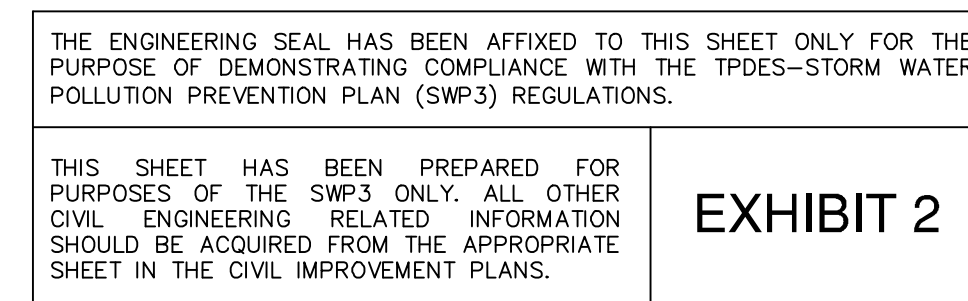 THE ENGINEERING SEAL HAS BEEN AFFIXED TO THIS SHEET ONLY FOR THE
PURPOSE OF DEMONSTRATING COMPLIANCE WITH THE TPDES–STORM WATER
POLLUTION PREVENTION PLAN (SWP3) REGULATIONS.
THIS SHEET HAS BEEN PREPARED FOR
PURPOSES OF THE SWP3 ONLY. ALL OTHER
CIVIL ENGINEERING RELATED INFORMATION
SHOULD BE ACQUIRED FROM THE APPROPRIATE
SHEET IN THE CIVIL IMPROVEMENT PLANS.
EXHIBIT 2